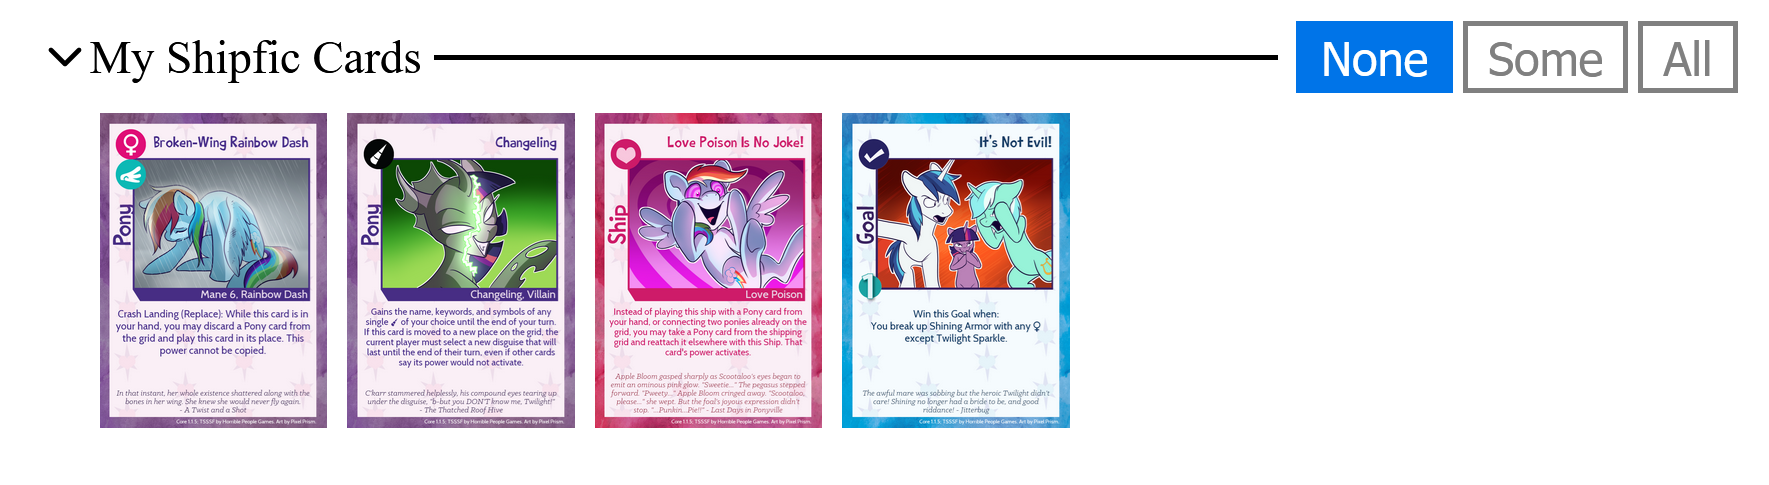 My Shipfic Cards
None
Some
All
Broken-Wing Rainbow Dash
Pony
Mane 6, Rainbow Dash
Crash Landing (Replace): While this card is in
your hand, you may discard a Pony card from
the grid and play this card in its place. This
power cannot be copied.
In that instant, her whole existence shattered along with the
bones in her wing. She knew she would never fly again.
- A Twist and a Shot
Core 1.1.5, TSSSF by Horrible People Games. Art by Pixel Prism.
Changeling
Pony
Changeling, Villain
Gains the name, keywords, and symbols of any
single of your choice until the end of your turn.
If this card is moved to a new place on the grid, the
current player must select a new disguise that will
last until the end of their turn, even if other cards
say its power would not activate.
C'karr stammered helplessly, his compound eyes tearing up
under the disguise, "b-but you DON'T know me, Twilight!"
- The Thatched Roof Hive
Core 1.1.5, TSSSF by Horrible People Games. Art by Pixel Prism.
Love Poison Is No Joke!
Ship
Love Poison
Instead of playing this ship with a Pony card from
your hand, or connecting two ponies already on the
grid, you may take a Pony card from the shipping
grid and reattach it elsewhere with this Ship. That
card's power activates.
Apple Bloom gasped sharply as Scootaloo's eyes began to
emit an ominous pink glow. "Sweetie..." The pegasus stepped
forward. "Pweety..." Apple Bloom cringed away. "Scootaloo,
please..." she wept. But the foal's joyous expression didn't
stop. "...Punkin...Pie!!" - Last Days in Ponyville
Core 1.1.5, TSSSF by Horrible People Games. Art by Pixel Prism.
It's Not Evil!
Goal
1
Win this Goal when:
You break up Shining Armor with any ♀
except Twilight Sparkle.
The awful mare was sobbing but the heroic Twilight didn't
care! Shining no longer had a bride to be, and good
riddance! - Jitterbug
Core 1.1.5, TSSSF by Horrible People Games. Art by Pixel Prism.